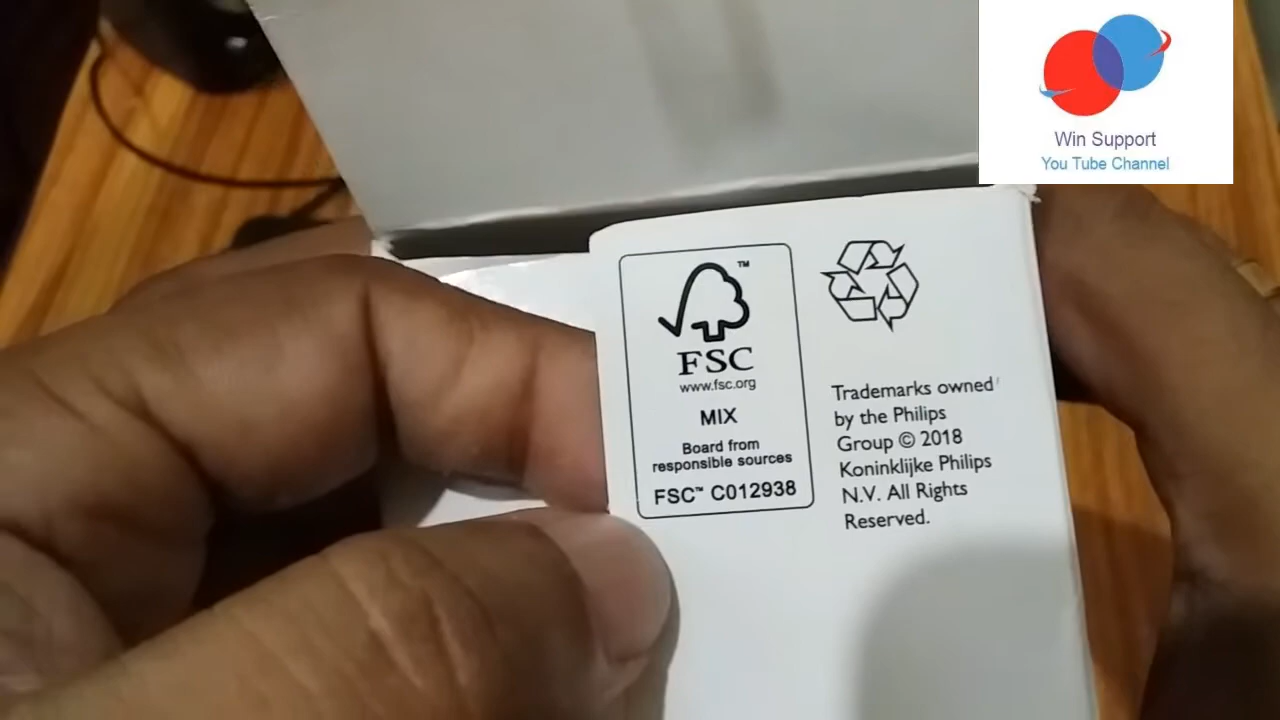 Win Support
You Tube Channel
TM
FSC
www.fsc.org
MIX
Board from
responsible sources
FSC™ C012938
Trademarks owned
by the Philips
Group © 2018
Koninklijke Philips
N.V. All Rights
Reserved.